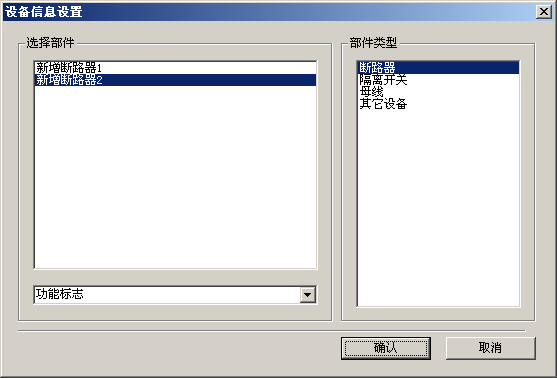 设备信息设置
选择部件
新增断路器1
新增断路器2
功能标志
部件类型
断路器
隔离开关
母线
其它设备
确认
取消